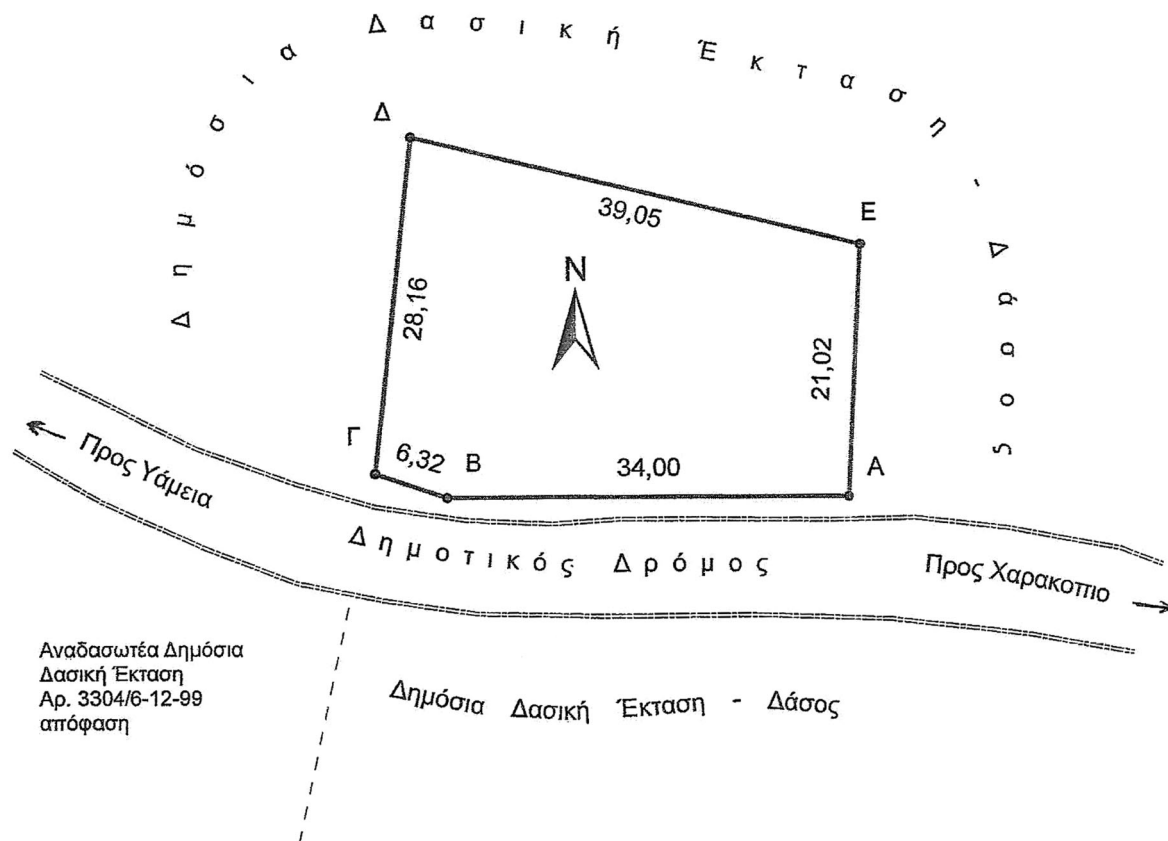 Δημόσια Δασική Έκταση - Δάσος
Δ
39,05
Ε
Ν
28,16
21,02
Γ
6,32
Β
34,00
Α
Προς Υάμεια
Δημοτικός Δρόμος
Προς Χαρακοπιο
Αναδασωτέα Δημόσια
Δασική Έκταση
Αρ. 3304/6-12-99
απόφαση
Δημόσια Δασική Έκταση - Δάσος